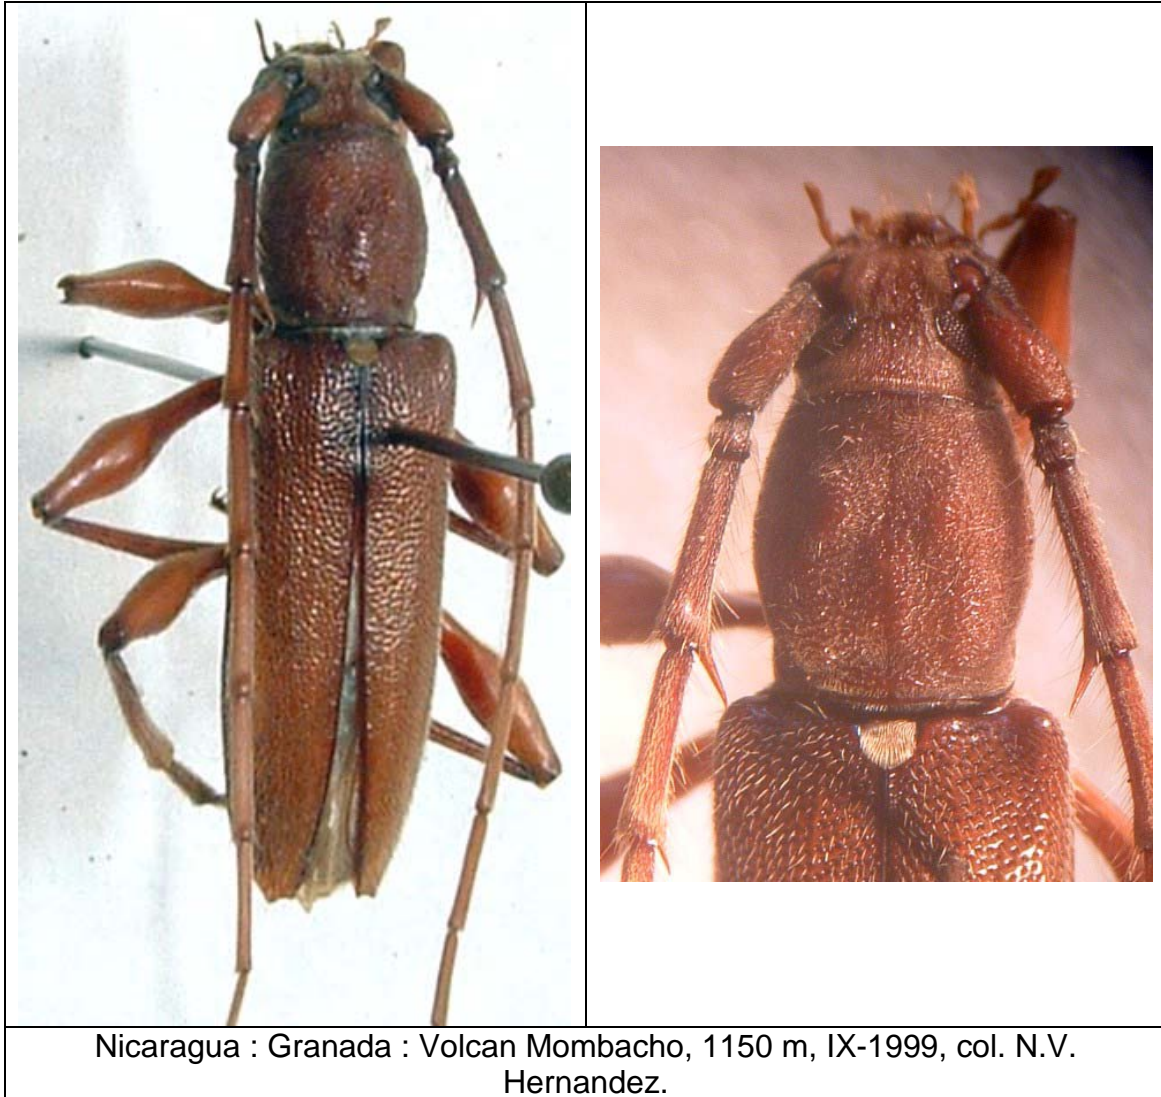 Nicaragua : Granada : Volcan Mombacho, 1150 m, IX-1999, col. N.V.
Hernandez.